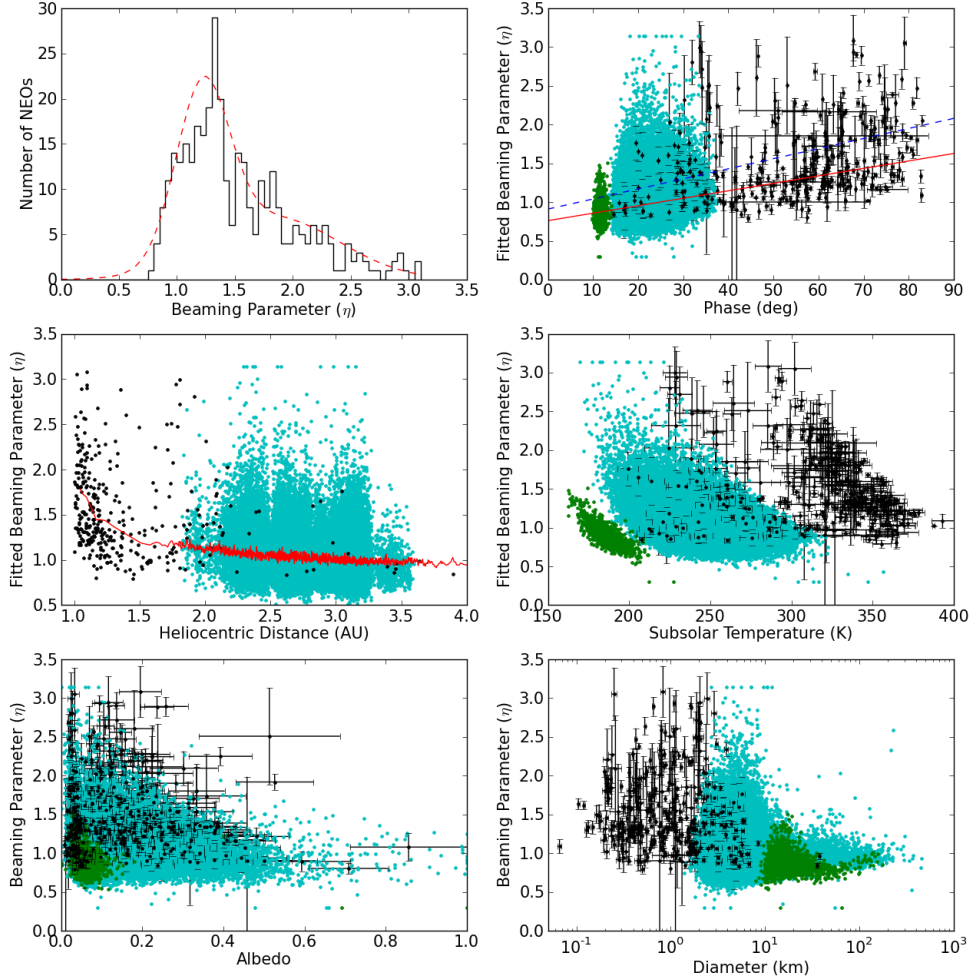 30
25
20
15
10
5
0
Number of NEOs
0.0 0.5 1.0 1.5 2.0 2.5 3.0 3.5
Beaming Parameter (η)
3.5
3.0
2.5
2.0
1.5
1.0
0.5
0.0
Fitted Beaming Parameter (η)
0 10 20 30 40 50 60 70 80 90
Phase (deg)
3.5
3.0
2.5
2.0
1.5
1.0
0.5
Fitted Beaming Parameter (η)
1.0 1.5 2.0 2.5 3.0 3.5 4.0
Heliocentric Distance (AU)
3.5
3.0
2.5
2.0
1.5
1.0
0.5
0.0
Fitted Beaming Parameter (η)
150 200 250 300 350 400
Subsolar Temperature (K)
3.5
3.0
2.5
2.0
1.5
1.0
0.5
0.0
Beaming Parameter (η)
0.0 0.2 0.4 0.6 0.8 1.0
Albedo
3.5
3.0
2.5
2.0
1.5
1.0
0.5
0.0
Beaming Parameter (η)
10⁻¹ 10⁰ 10¹ 10² 10³
Diameter (km)